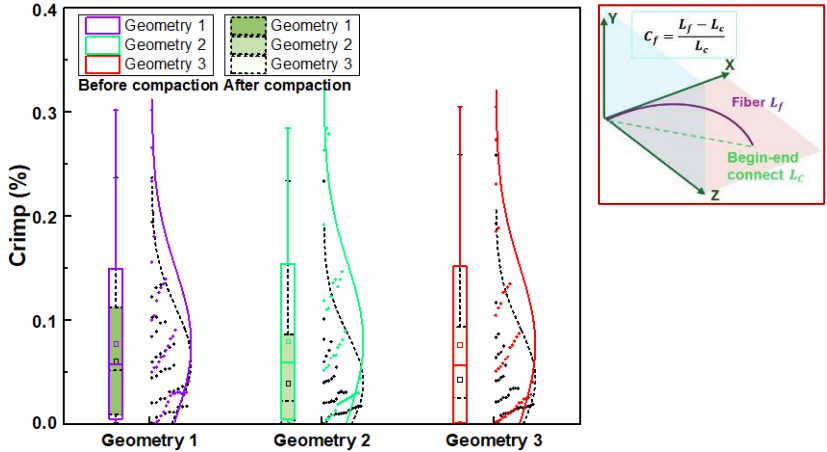 0.4
0.3
0.2
0.1
0.0
Crimp (%)
Geometry 1
Geometry 2
Geometry 3
Before compaction
Geometry 1
Geometry 2
Geometry 3
After compaction
Geometry 1
Geometry 2
Geometry 3
Y
C_f = (L_f − L_c) / L_c
X
Fiber L_f
Begin-end
connect L_C
Z